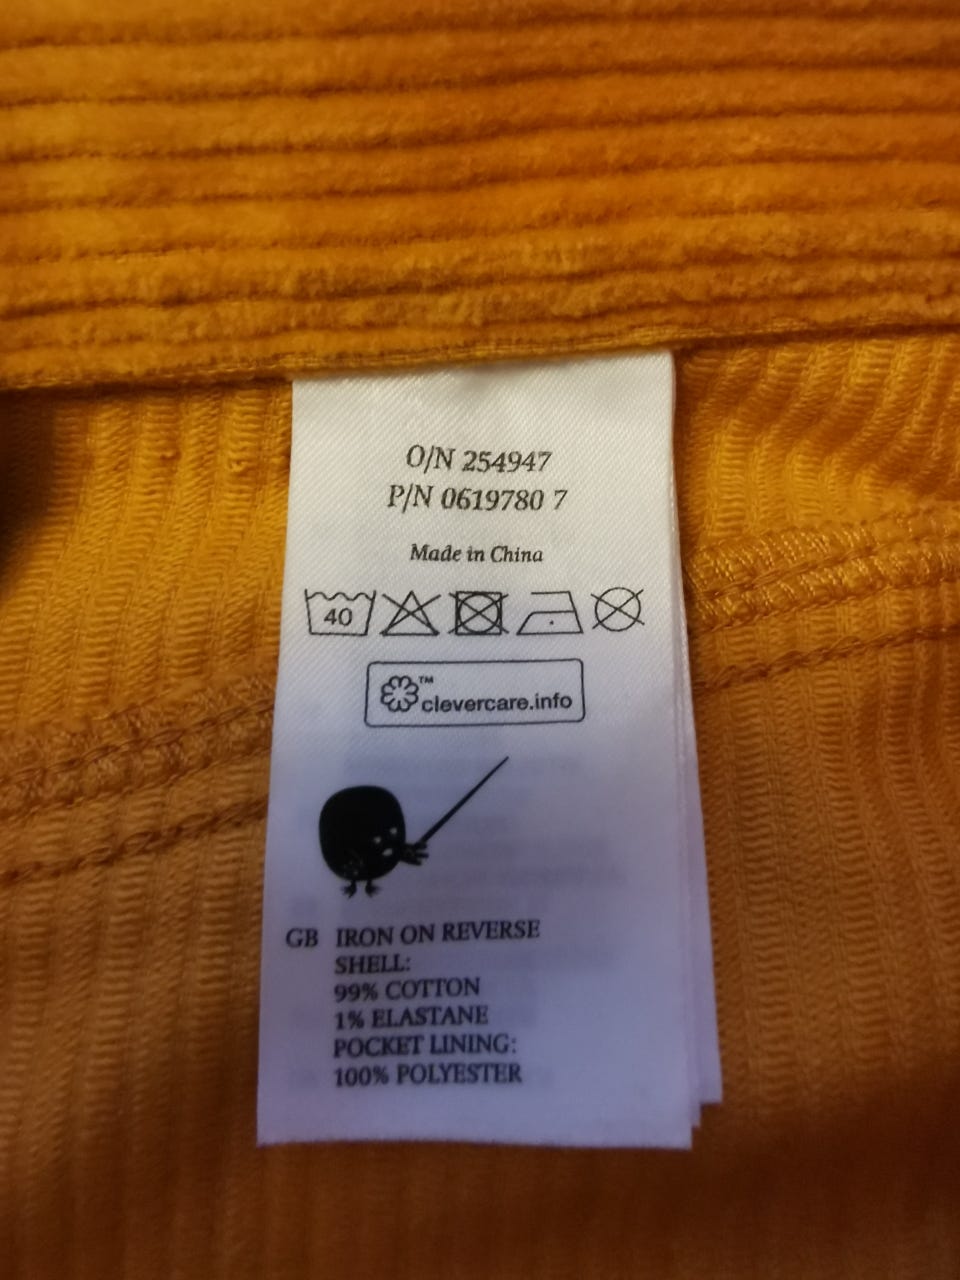 O/N 254947
P/N 0619780 7
Made in China
40
™
clevercare.info
GB IRON ON REVERSE
SHELL:
99% COTTON
1% ELASTANE
POCKET LINING:
100% POLYESTER